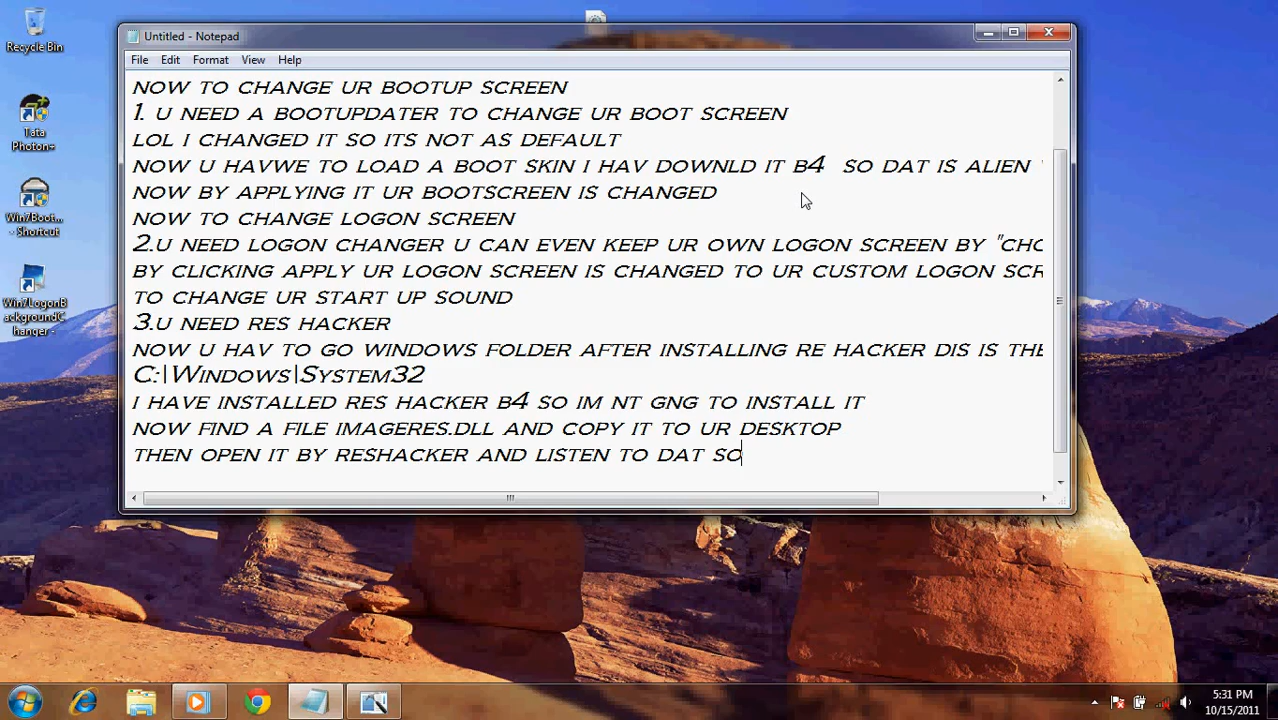 Recycle Bin
Tata
Photon+
Win7Boot...
- Shortcut
Win7LogonB
ackgroundC
hanger -
Untitled - Notepad
File Edit Format View Help
NOW TO CHANGE UR BOOTUP SCREEN
1. U NEED A BOOTUPDATER TO CHANGE UR BOOT SCREEN
LOL I CHANGED IT SO ITS NOT AS DEFAULT
NOW U HAVWE TO LOAD A BOOT SKIN I HAV DOWNLD IT B4 SO DAT IS ALIEN
NOW BY APPLYING IT UR BOOTSCREEN IS CHANGED
NOW TO CHANGE LOGON SCREEN
2.U NEED LOGON CHANGER U CAN EVEN KEEP UR OWN LOGON SCREEN BY "CHO
BY CLICKING APPLY UR LOGON SCREEN IS CHANGED TO UR CUSTOM LOGON SCR
TO CHANGE UR START UP SOUND
3.U NEED RES HACKER
NOW U HAV TO GO WINDOWS FOLDER AFTER INSTALLING RE HACKER DIS IS THE
C:\WINDOWS\SYSTEM32
I HAVE INSTALLED RES HACKER B4 SO IM NT GNG TO INSTALL IT
NOW FIND A FILE IMAGERES.DLL AND COPY IT TO UR DESKTOP
THEN OPEN IT BY RESHACKER AND LISTEN TO DAT SO
5:31 PM
10/15/2011